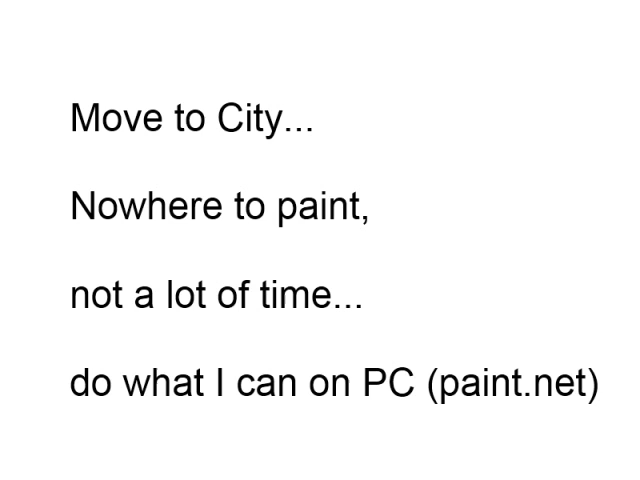 Move to City...
Nowhere to paint,
not a lot of time...
do what I can on PC (paint.net)